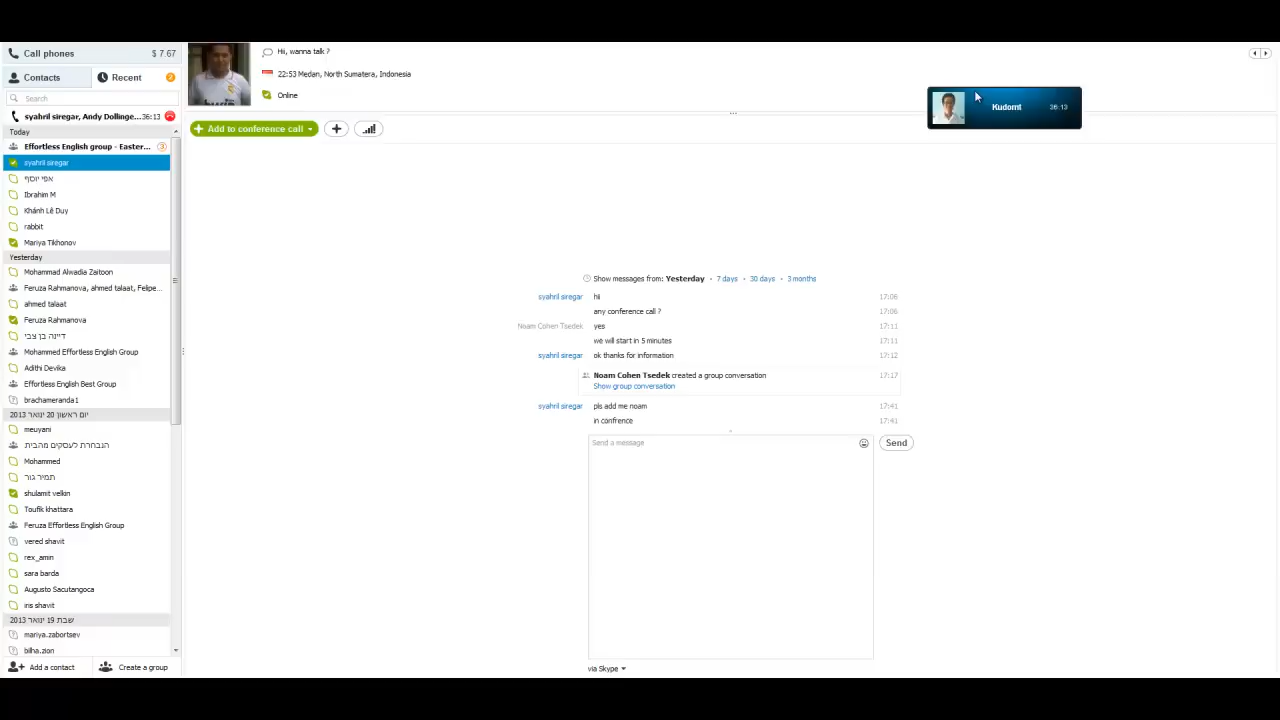 Call phones $ 7.67
Contacts Recent 2
Search
syahril siregar, Andy Dollinge... 36:13
Today
Effortless English group - Easter... 3
syahril siregar
אפי יוסף
Ibrahim M
Khánh Lê Duy
rabbit
Mariya Tikhonov
Yesterday
Mohammad Alwadia Zaitoon
Feruza Rahmanova, ahmed talaat, Felipe...
ahmed talaat
Feruza Rahmanova
דיינה בן צבי
Mohammed Effortless English Group
Adithi Devika
Effortless English Best Group
brachameranda1
יום ראשון 20 ינואר 2013
meuyani
הנבחרת לעסקים מהבית
Mohammed
תמיר גור
shulamit velkin
Toufik khattara
Feruza Effortless English Group
vered shavit
rex_amin
sara barda
Augusto Sacutangoca
iris shavit
שבת 19 ינואר 2013
mariya.zabortsev
bilha.zion
Add a contact Create a group
Hii, wanna talk ?
22:53 Medan, North Sumatera, Indonesia
Online
Add to conference call
Kudomt 36:13
Show messages from: Yesterday • 7 days • 30 days • 3 months
syahril siregar hii 17:06
any conference call ? 17:06
Noam Cohen Tsedek yes 17:11
we will start in 5 minutes 17:11
syahril siregar ok thanks for information 17:12
Noam Cohen Tsedek created a group conversation 17:17
Show group conversation
syahril siregar pls add me noam 17:41
in confrence 17:41
Send a message Send
via Skype